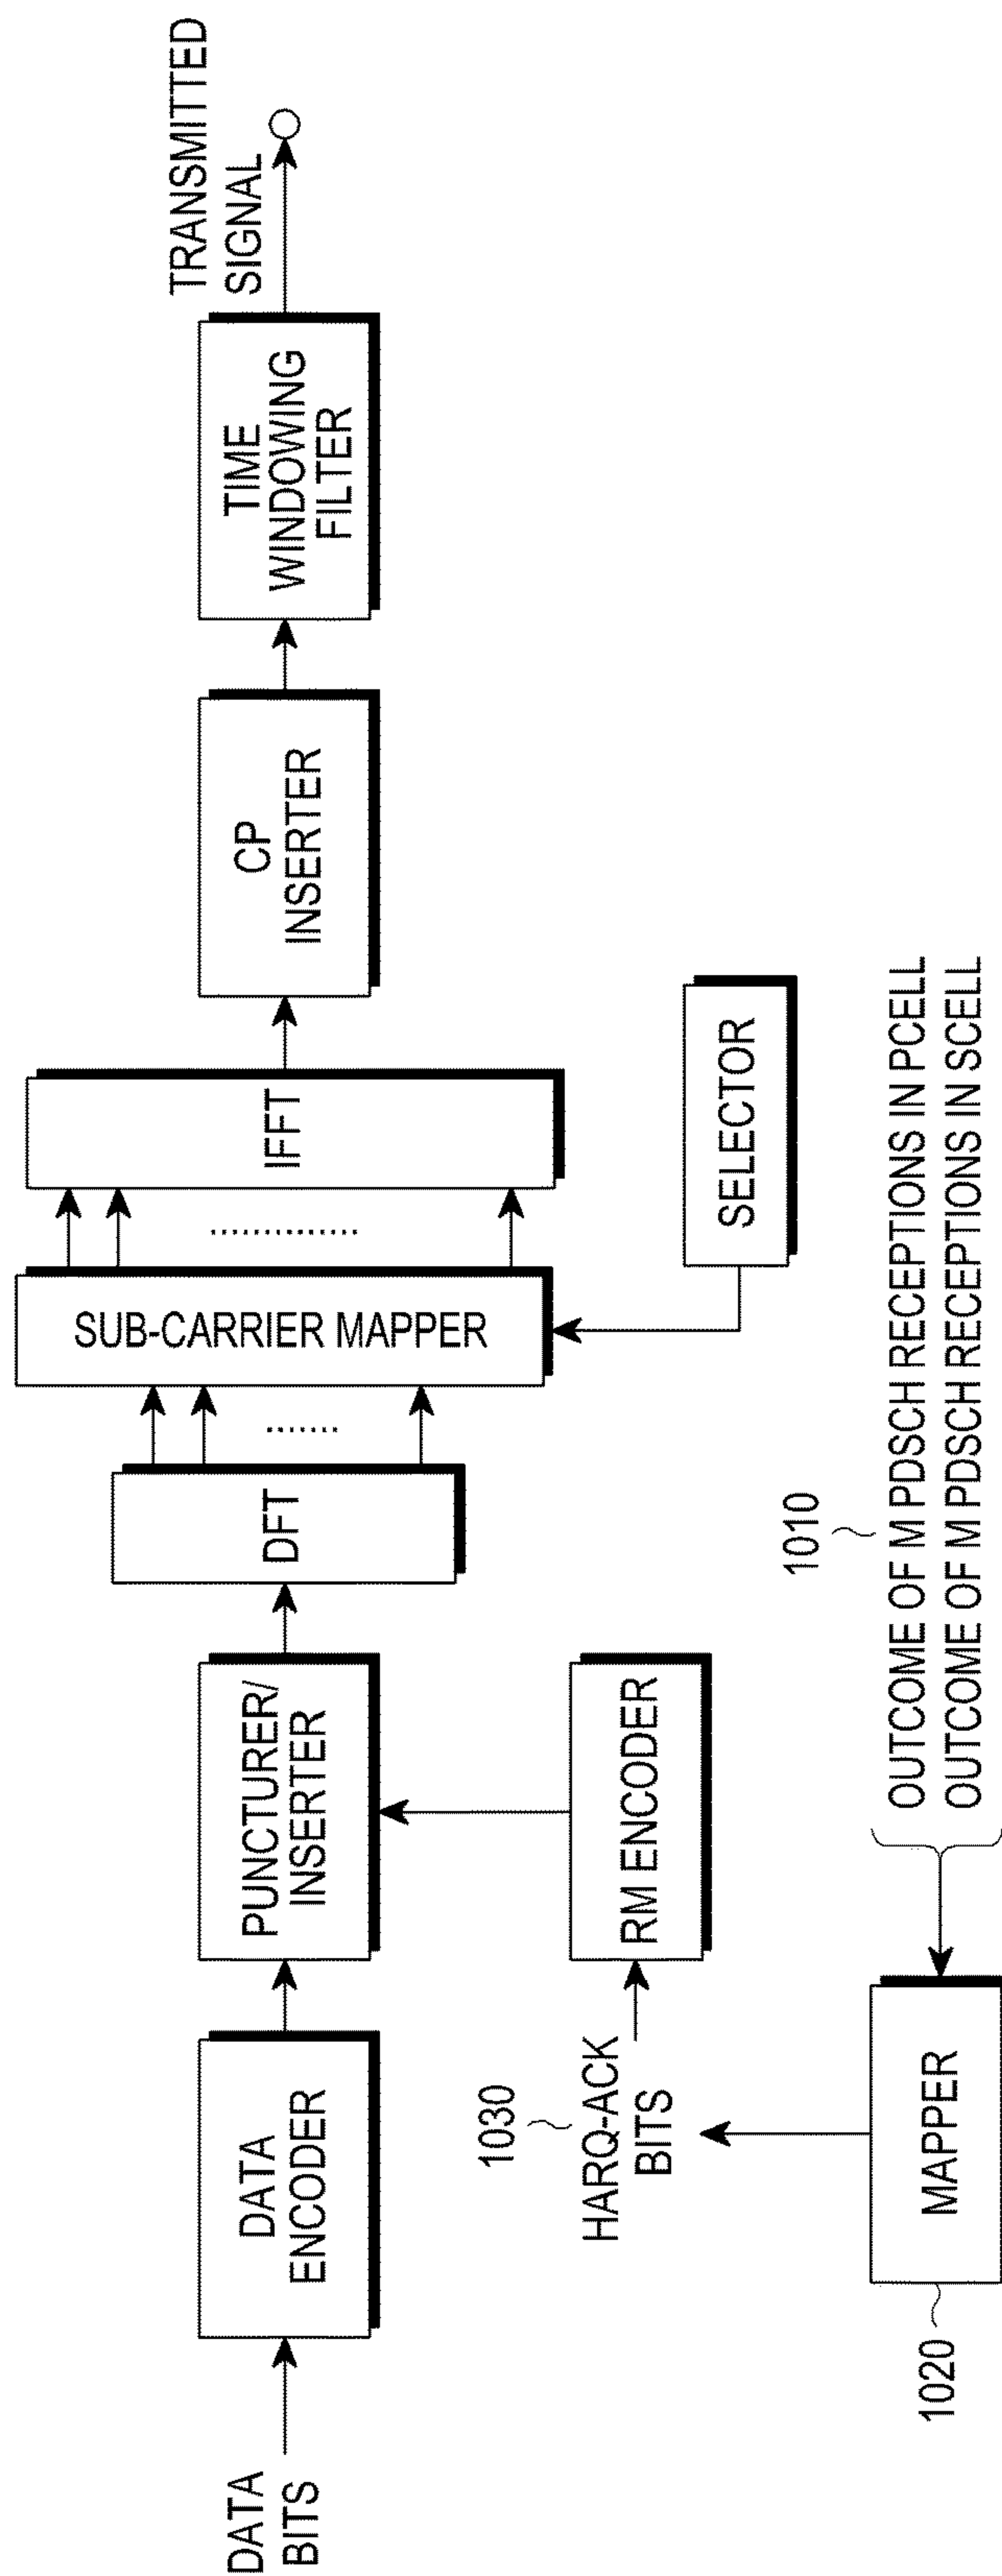 DATA
BITS
DATA
ENCODER
PUNCTURER/
INSERTER
DFT
SUB-CARRIER MAPPER
IFFT
CP
INSERTER
TIME
WINDOWING
FILTER
TRANSMITTED
SIGNAL
1030
HARQ-ACK
BITS
RM ENCODER
SELECTOR
1020
MAPPER
1010
OUTCOME OF M PDSCH RECEPTIONS IN PCELL
OUTCOME OF M PDSCH RECEPTIONS IN SCELL